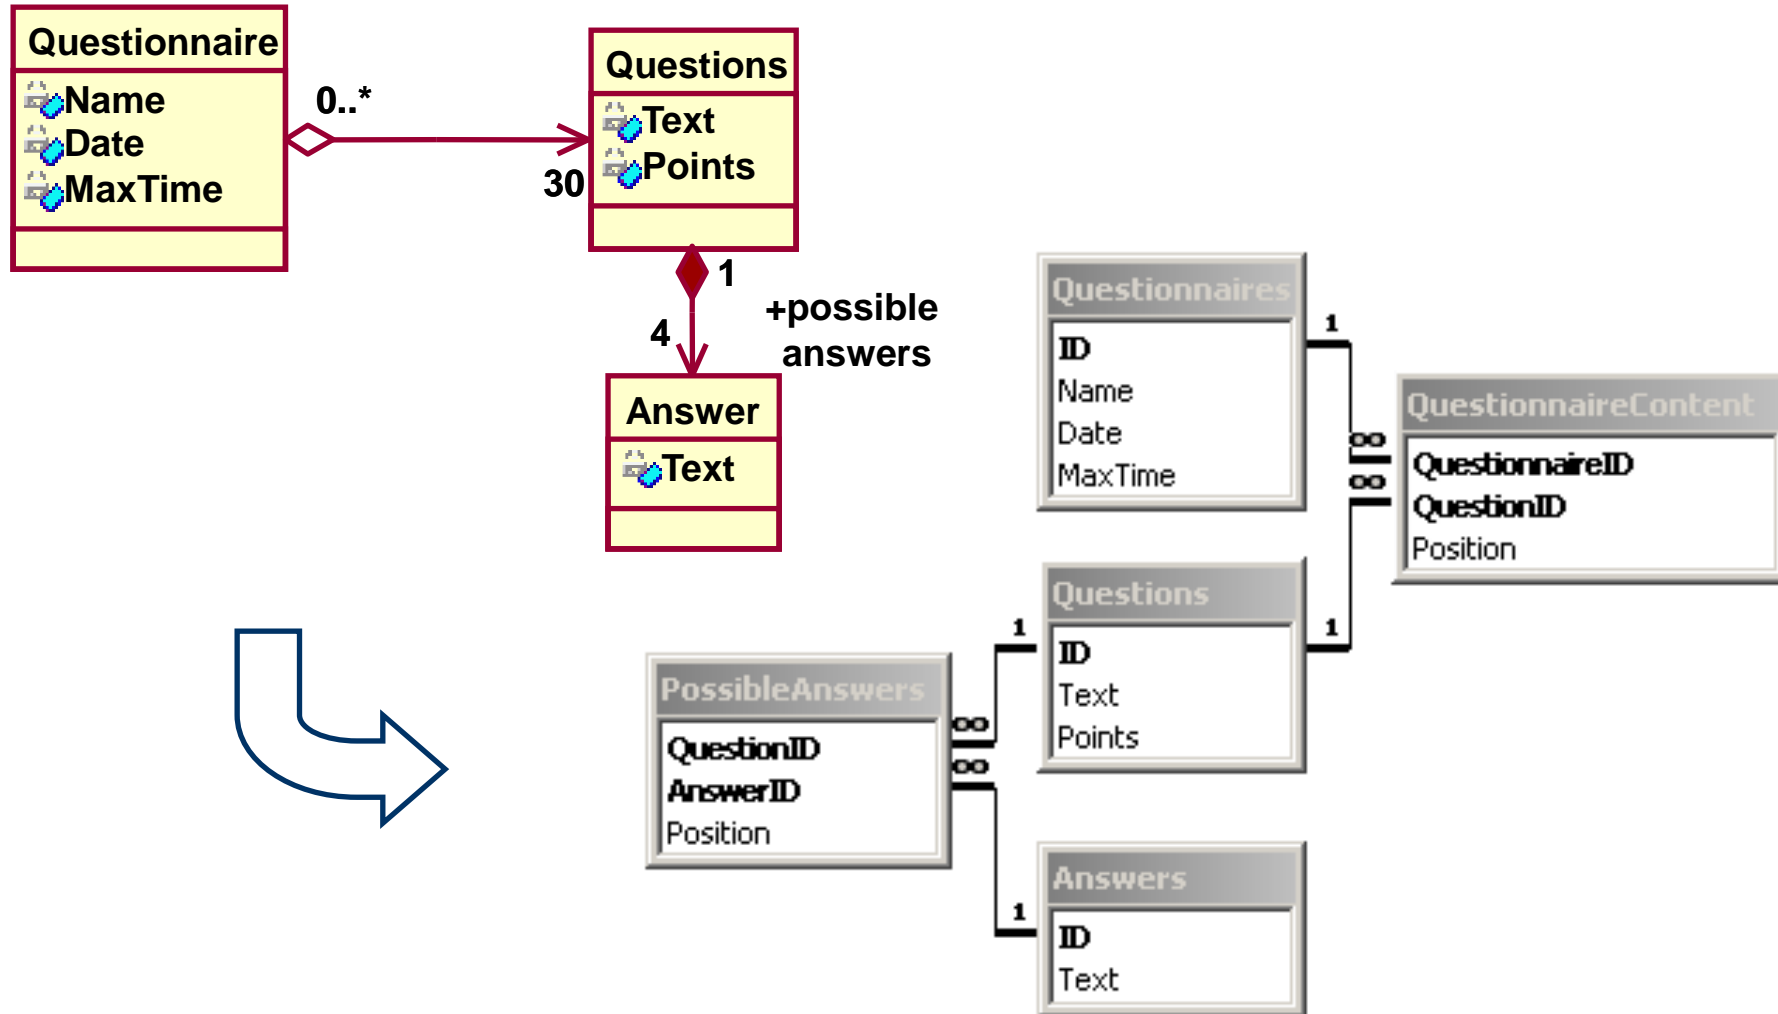 Questionnaire
Name
Date
MaxTime
0..*
30
Questions
Text
Points
1
4
+possible
answers
Answer
Text
Questionnaires
ID
Name
Date
MaxTime
1
QuestionnaireContent
QuestionnaireID
QuestionID
Position
∞
∞
Questions
ID
Text
Points
1
1
PossibleAnswers
QuestionID
AnswerID
Position
∞
∞
Answers
ID
Text
1